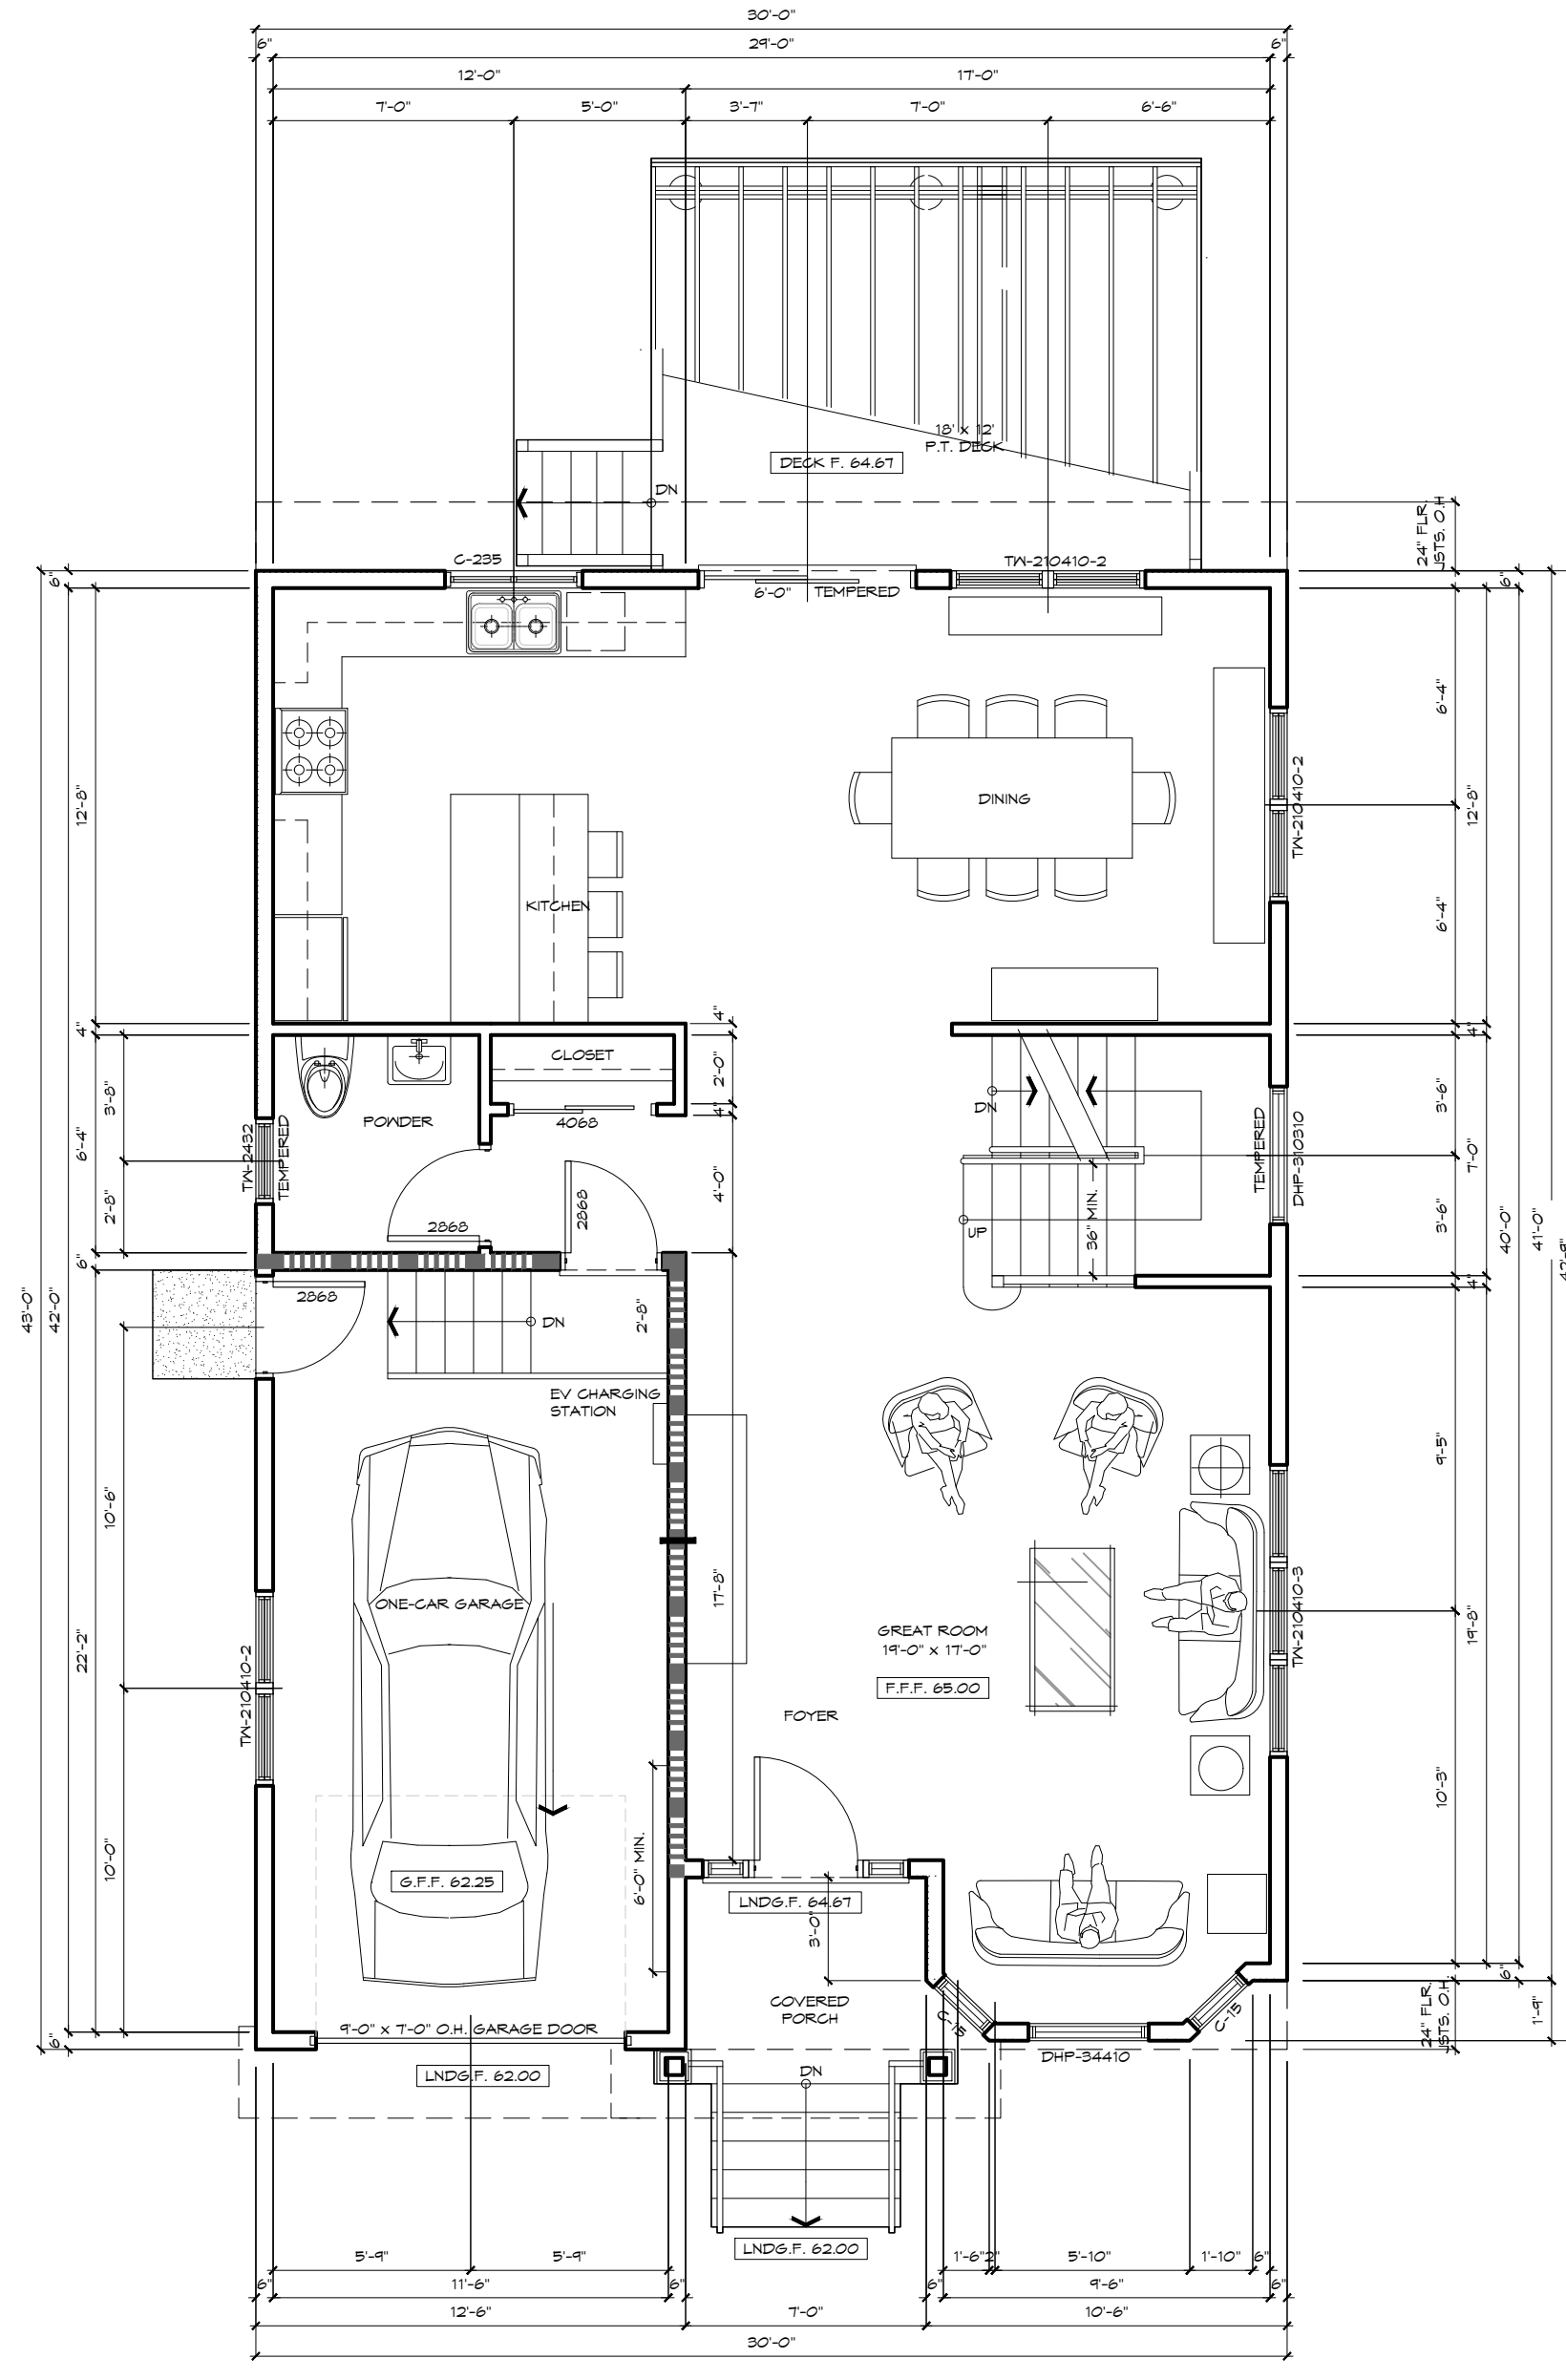 30'-0"
6" 29'-0" 6"
12'-0" 17'-0"
7'-0" 5'-0" 3'-7" 7'-0" 6'-6"
18' x 12'
P.T. DECK
DECK F. 64.67
DN
24" FLR.
JSTS. O.H
C-235
TW-210410-2
6'-0" TEMPERED
6"
6"
6'-4"
TW-210410-2
12'-8"
12'-8"
DINING
KITCHEN
6'-4"
4"
4"
4"
CLOSET
2'-0"
3'-8"
POWDER
4"
4068
DN
3'-6"
TEMPERED
DHP-310310
7'-0"
6'-4"
TW-2432
TEMPERED
4'-0"
2'-8"
2868
2868
UP
36" MIN.
3'-6"
40'-0"
41'-0"
42'-9"
6"
4"
2868
DN
2'-8"
43'-0"
42'-0"
EV CHARGING
STATION
9'-5"
10'-6"
17'-8"
ONE-CAR GARAGE
GREAT ROOM
19'-0" x 17'-0"
F.F.F. 65.00
TW-210410-3
19'-8"
22'-2"
TW-210410-2
FOYER
10'-3"
10'-0"
G.F.F. 62.25
6'-0" MIN.
LNDG.F. 64.67
3'-0"
6"
COVERED
PORCH
24" FLR.
JSTS. O.H.
1'-9"
C-15
C-15
6"
9'-0" x 7'-0" O.H. GARAGE DOOR
DHP-34410
LNDG.F. 62.00
DN
LNDG.F. 62.00
5'-9" 5'-9" 1'-6" 2" 5'-10" 1'-10" 6"
6" 11'-6" 6" 6" 9'-6" 6"
12'-6" 7'-0" 10'-6"
30'-0"